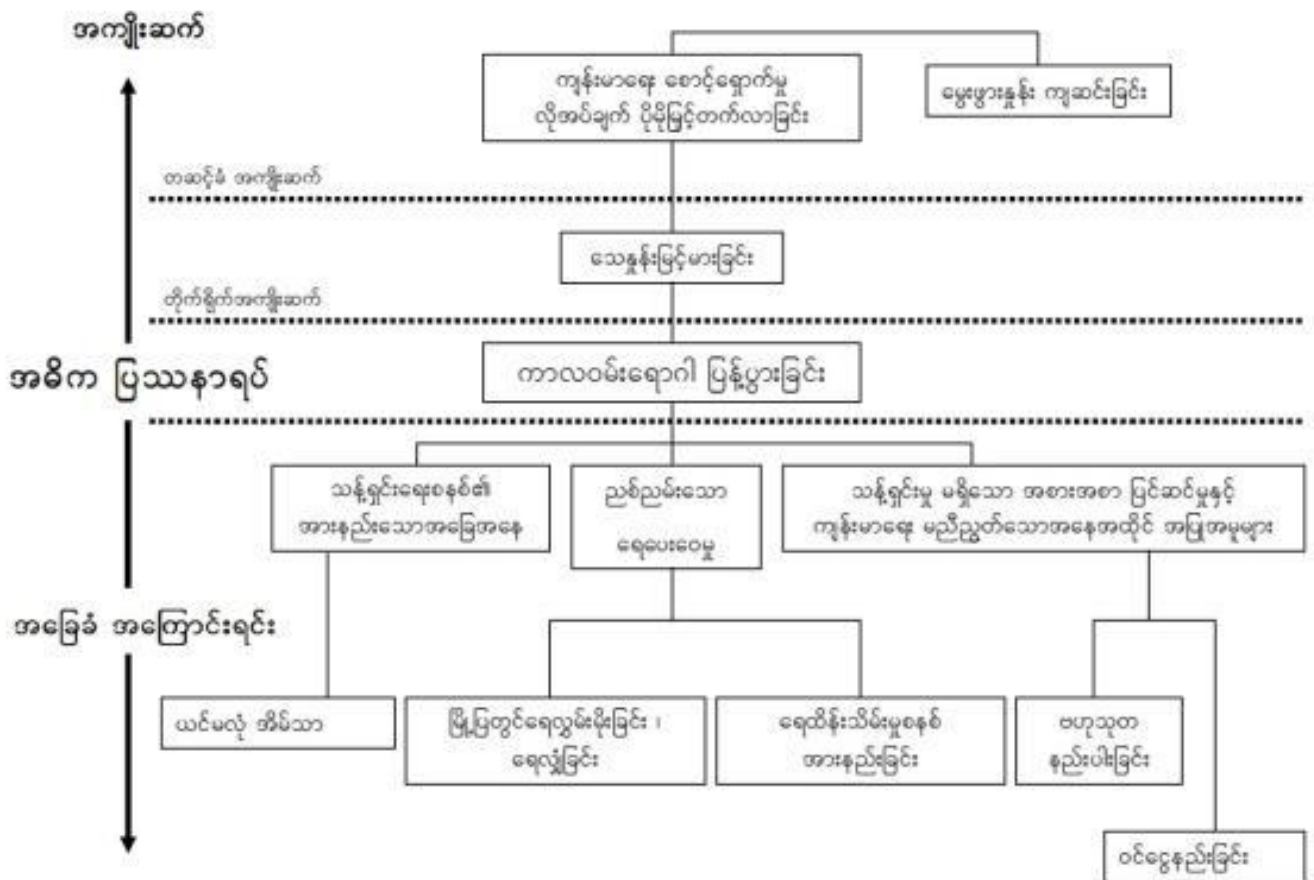 အကျိုးဆက်
ကျန်းမာရေး စောင့်ရှောက်မှု
လိုအပ်ချက် ပိုမိုမြင့်တက်လာခြင်း
မွေးဖွားနှုန်း ကျဆင်းခြင်း
တဆင့်ခံ အကျိုးဆက်
သေနှုန်းမြင့်မားခြင်း
တိုက်ရိုက်အကျိုးဆက်
အဓိက ပြဿနာရပ်
ကာလဝမ်းရောဂါ ပြန့်ပွားခြင်း
သန့်ရှင်းရေးစနစ်၏
အားနည်းသောအခြေအနေ
ညစ်ညမ်းသော
ရေပေးဝေမှု
သန့်ရှင်းမှု မရှိသော အစားအစာ ပြင်ဆင်မှုနှင့်
ကျန်းမာရေး မညီညွတ်သောအနေအထိုင် အပြုအမူများ
အခြေခံ အကြောင်းရင်း
ယင်မလုံ အိမ်သာ
မြို့ပြတွင်ရေလွှမ်းမိုးခြင်း ၊
ရေလျှံခြင်း
ရေထိန်းသိမ်းမှုစနစ်
အားနည်းခြင်း
ဗဟုသုတ
နည်းပါးခြင်း
ဝင်ငွေနည်းခြင်း